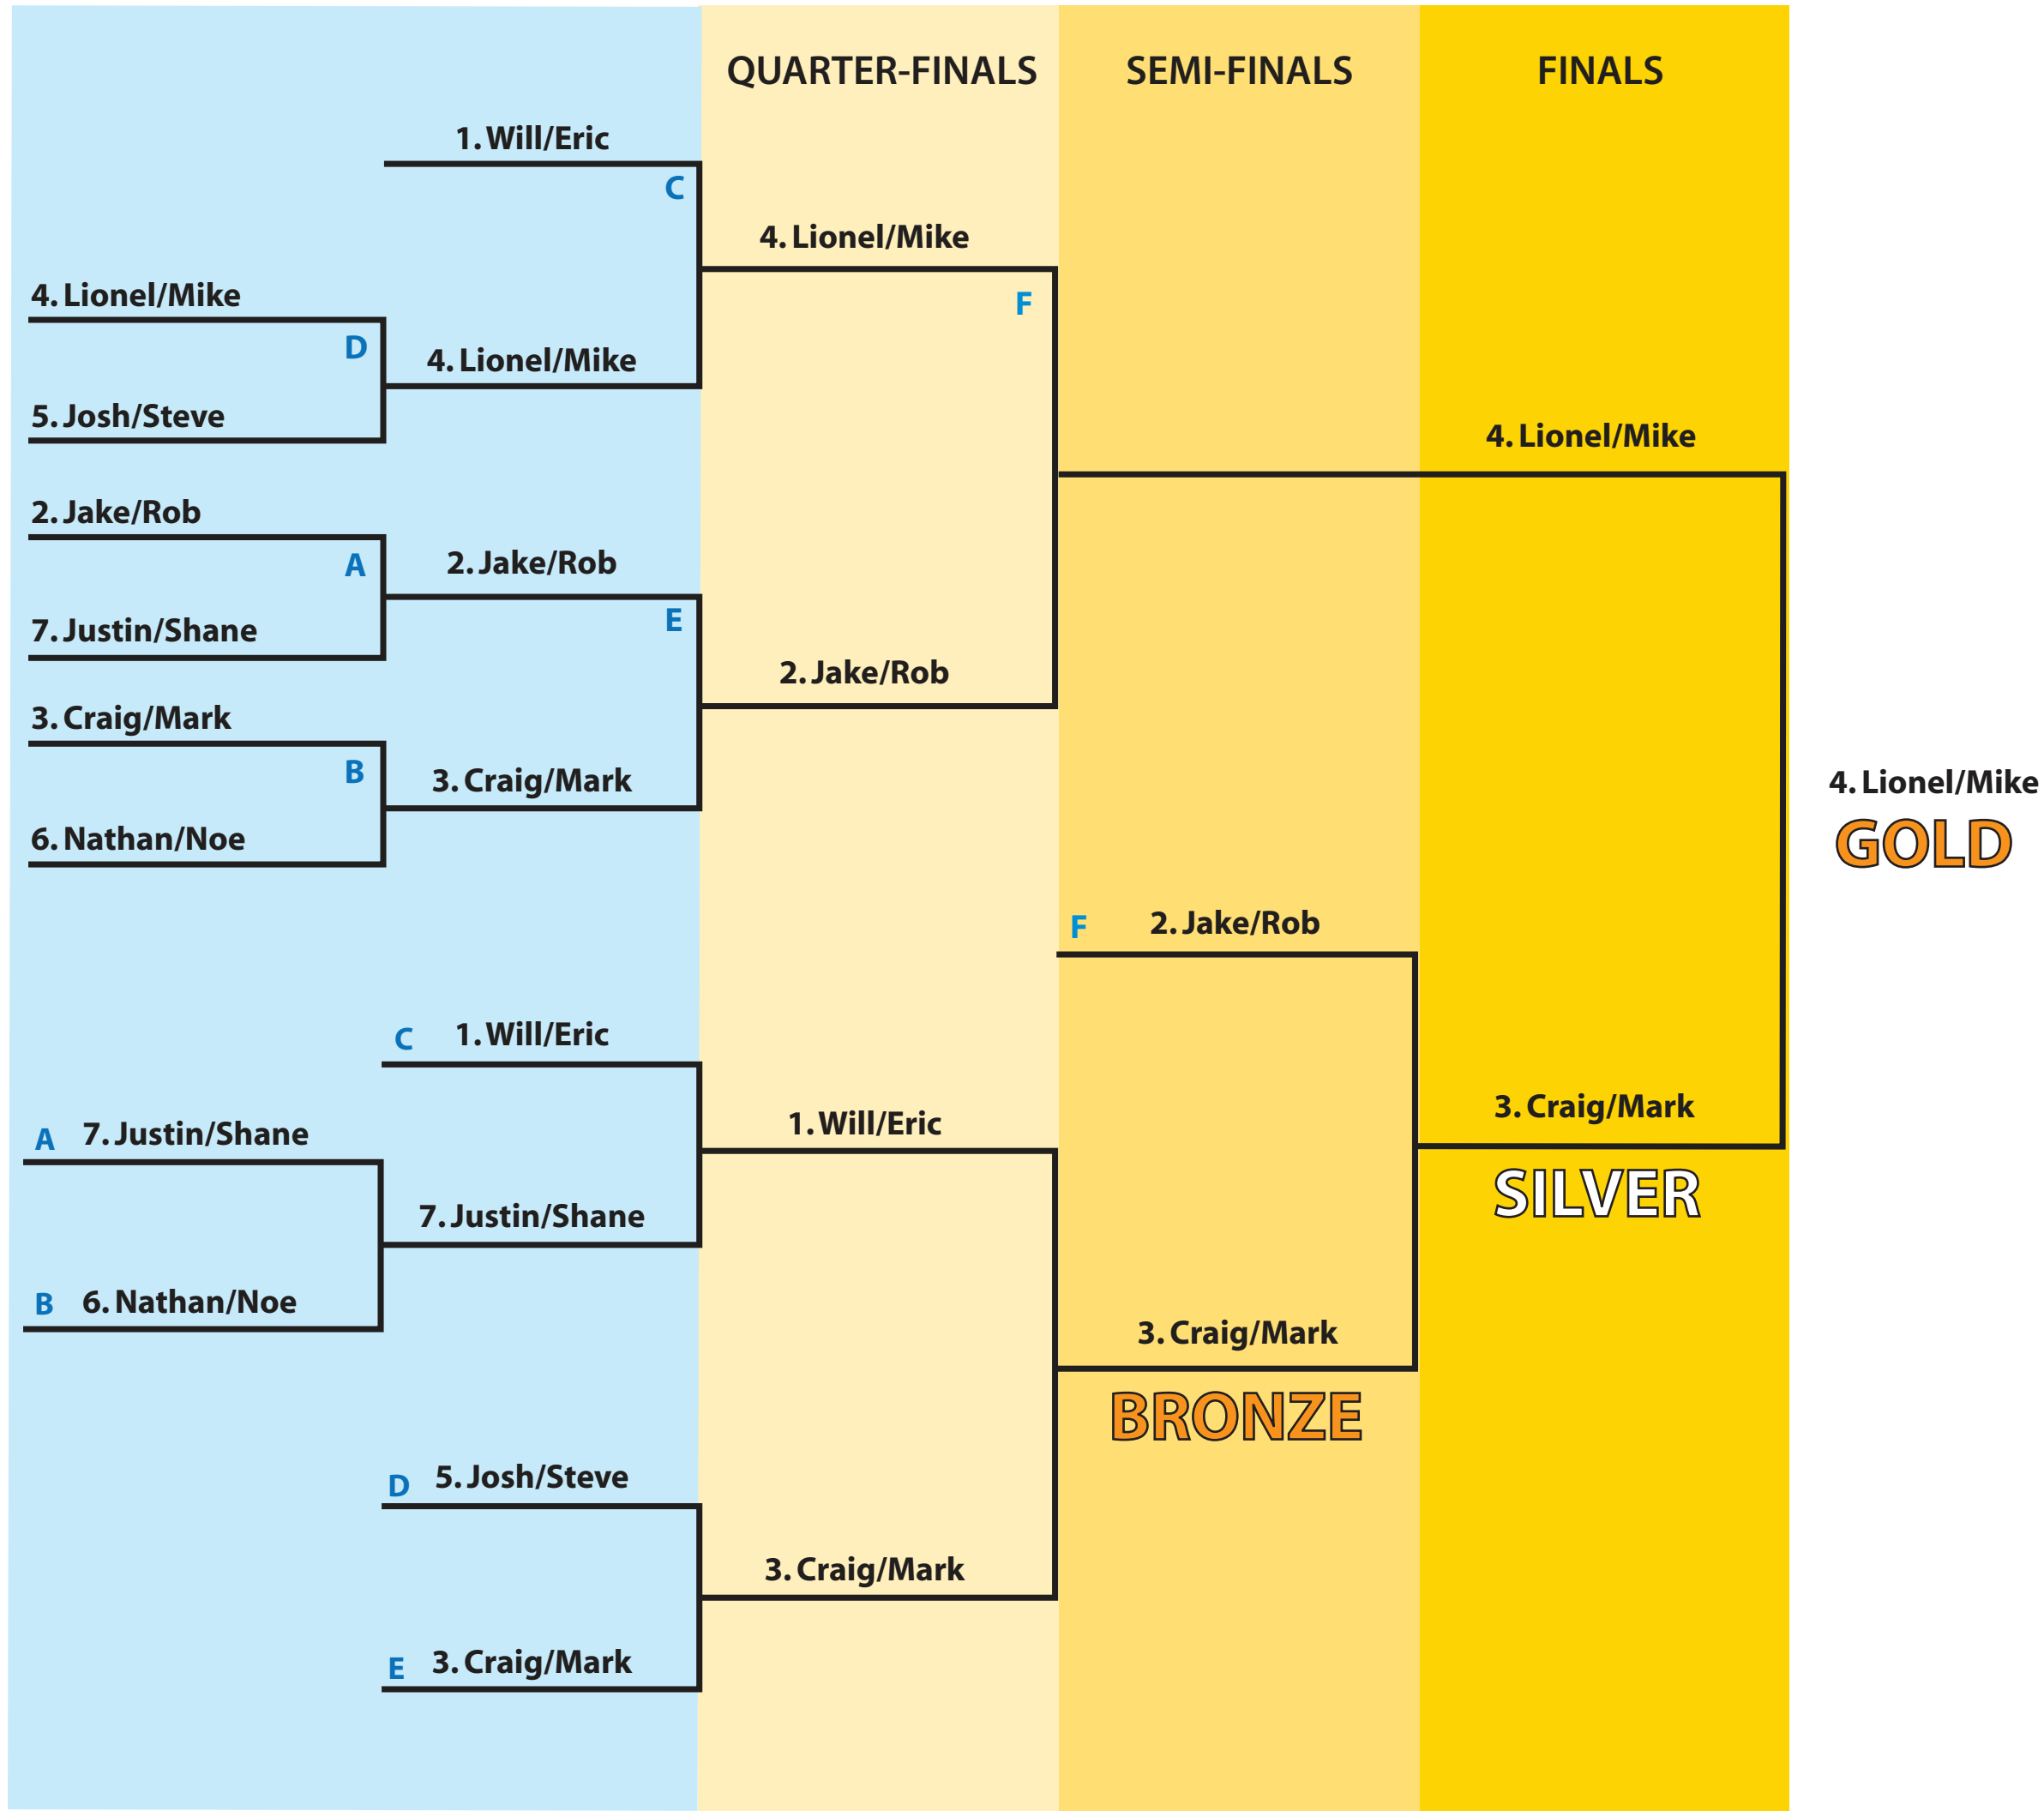 QUARTER-FINALS
SEMI-FINALS
FINALS
1. Will/Eric
C
4. Lionel/Mike
4. Lionel/Mike
F
D
4. Lionel/Mike
5. Josh/Steve
4. Lionel/Mike
2. Jake/Rob
A
2. Jake/Rob
7. Justin/Shane
E
2. Jake/Rob
3. Craig/Mark
B
3. Craig/Mark
6. Nathan/Noe
4. Lionel/Mike
GOLD
F
2. Jake/Rob
C
1. Will/Eric
A
7. Justin/Shane
1. Will/Eric
3. Craig/Mark
SILVER
7. Justin/Shane
B
6. Nathan/Noe
3. Craig/Mark
BRONZE
D
5. Josh/Steve
3. Craig/Mark
E
3. Craig/Mark